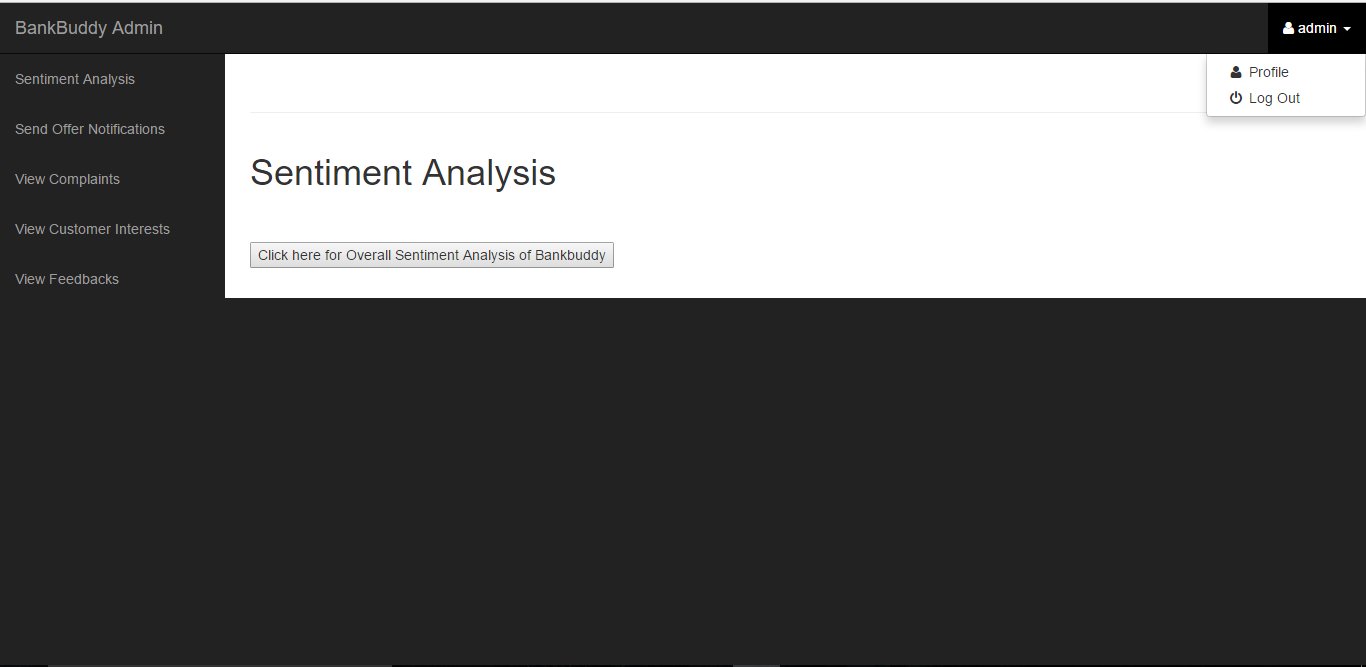 BankBuddy Admin
admin
Profile
Log Out
Sentiment Analysis
Send Offer Notifications
View Complaints
View Customer Interests
View Feedbacks
Sentiment Analysis
Click here for Overall Sentiment Analysis of Bankbuddy